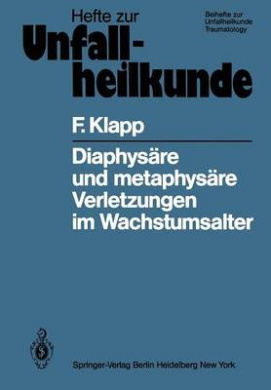 Hefte zur
Beihefte zur
Unfallheilkunde
Traumatology
Unfall-
heilkunde
F. Klapp
Diaphysäre
und metaphysäre
Verletzungen
im Wachstumsalter
Springer-Verlag Berlin Heidelberg New York